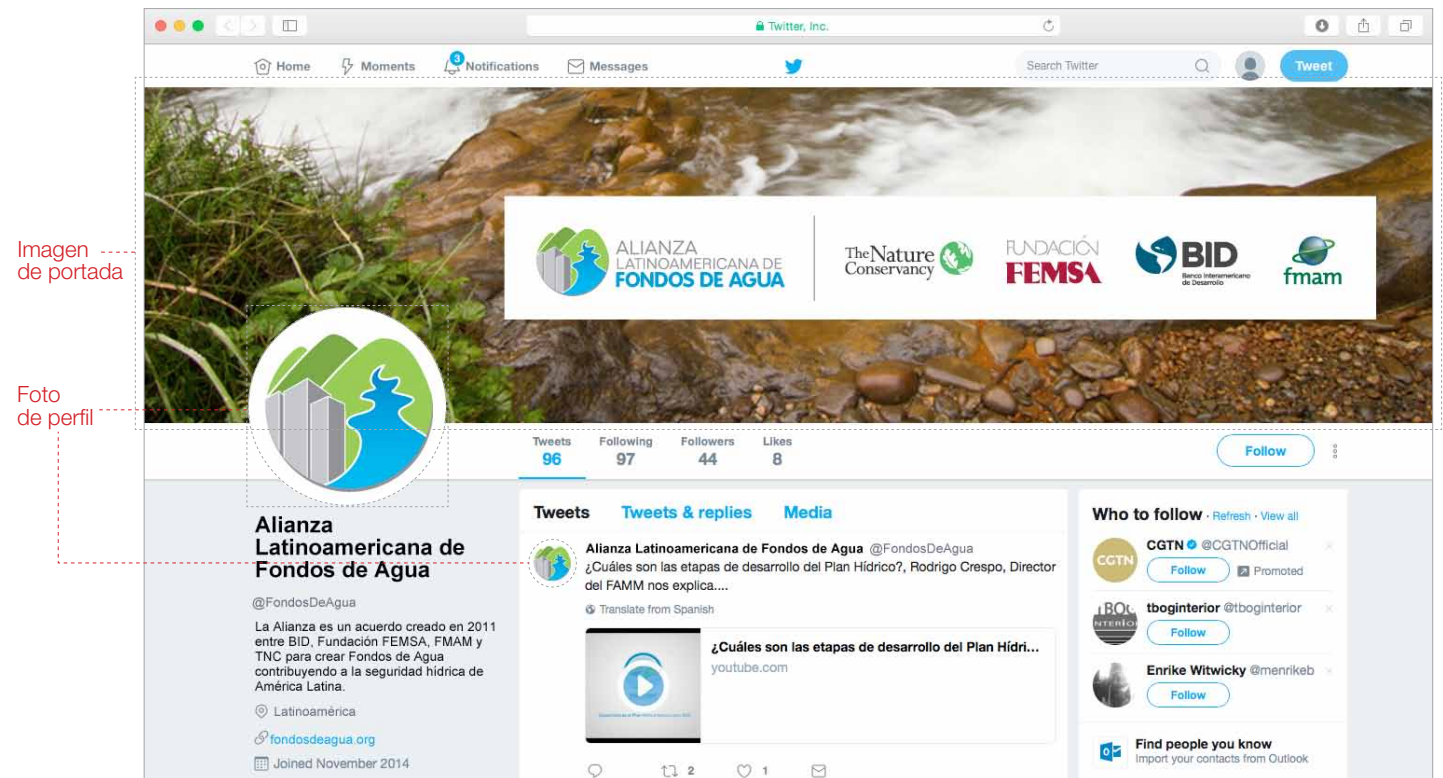 Twitter, Inc.
Home
Moments
3
Notifications
Messages
Search Twitter
Tweet
Imagen
de portada
ALIANZA
LATINOAMERICANA DE
FONDOS DE AGUA
The Nature
Conservancy
FUNDACIÓN
FEMSA
BID
Banco Interamericano
de Desarrollo
fmam
Foto
de perfil
Tweets
96
Following
97
Followers
44
Likes
8
Follow
Alianza
Latinoamericana de
Fondos de Agua
@FondosDeAgua
La Alianza es un acuerdo creado en 2011
entre BID, Fundación FEMSA, FMAM y
TNC para crear Fondos de Agua
contribuyendo a la seguridad hídrica de
América Latina.
Latinoamérica
fondosdeagua.org
Joined November 2014
Tweets Tweets & replies Media
Alianza Latinoamericana de Fondos de Agua @FondosDeAgua
¿Cuáles son las etapas de desarrollo del Plan Hídrico?, Rodrigo Crespo, Director
del FAMM nos explica....
Translate from Spanish
¿Cuáles son las etapas de desarrollo del Plan Hídri...
youtube.com
2
1
Who to follow · Refresh · View all
CGTN
CGTN @CGTNOfficial
Follow
Promoted
tboginterior @tboginterior
Follow
Enrike Witwicky @menrikeb
Follow
Find people you know
Import your contacts from Outlook